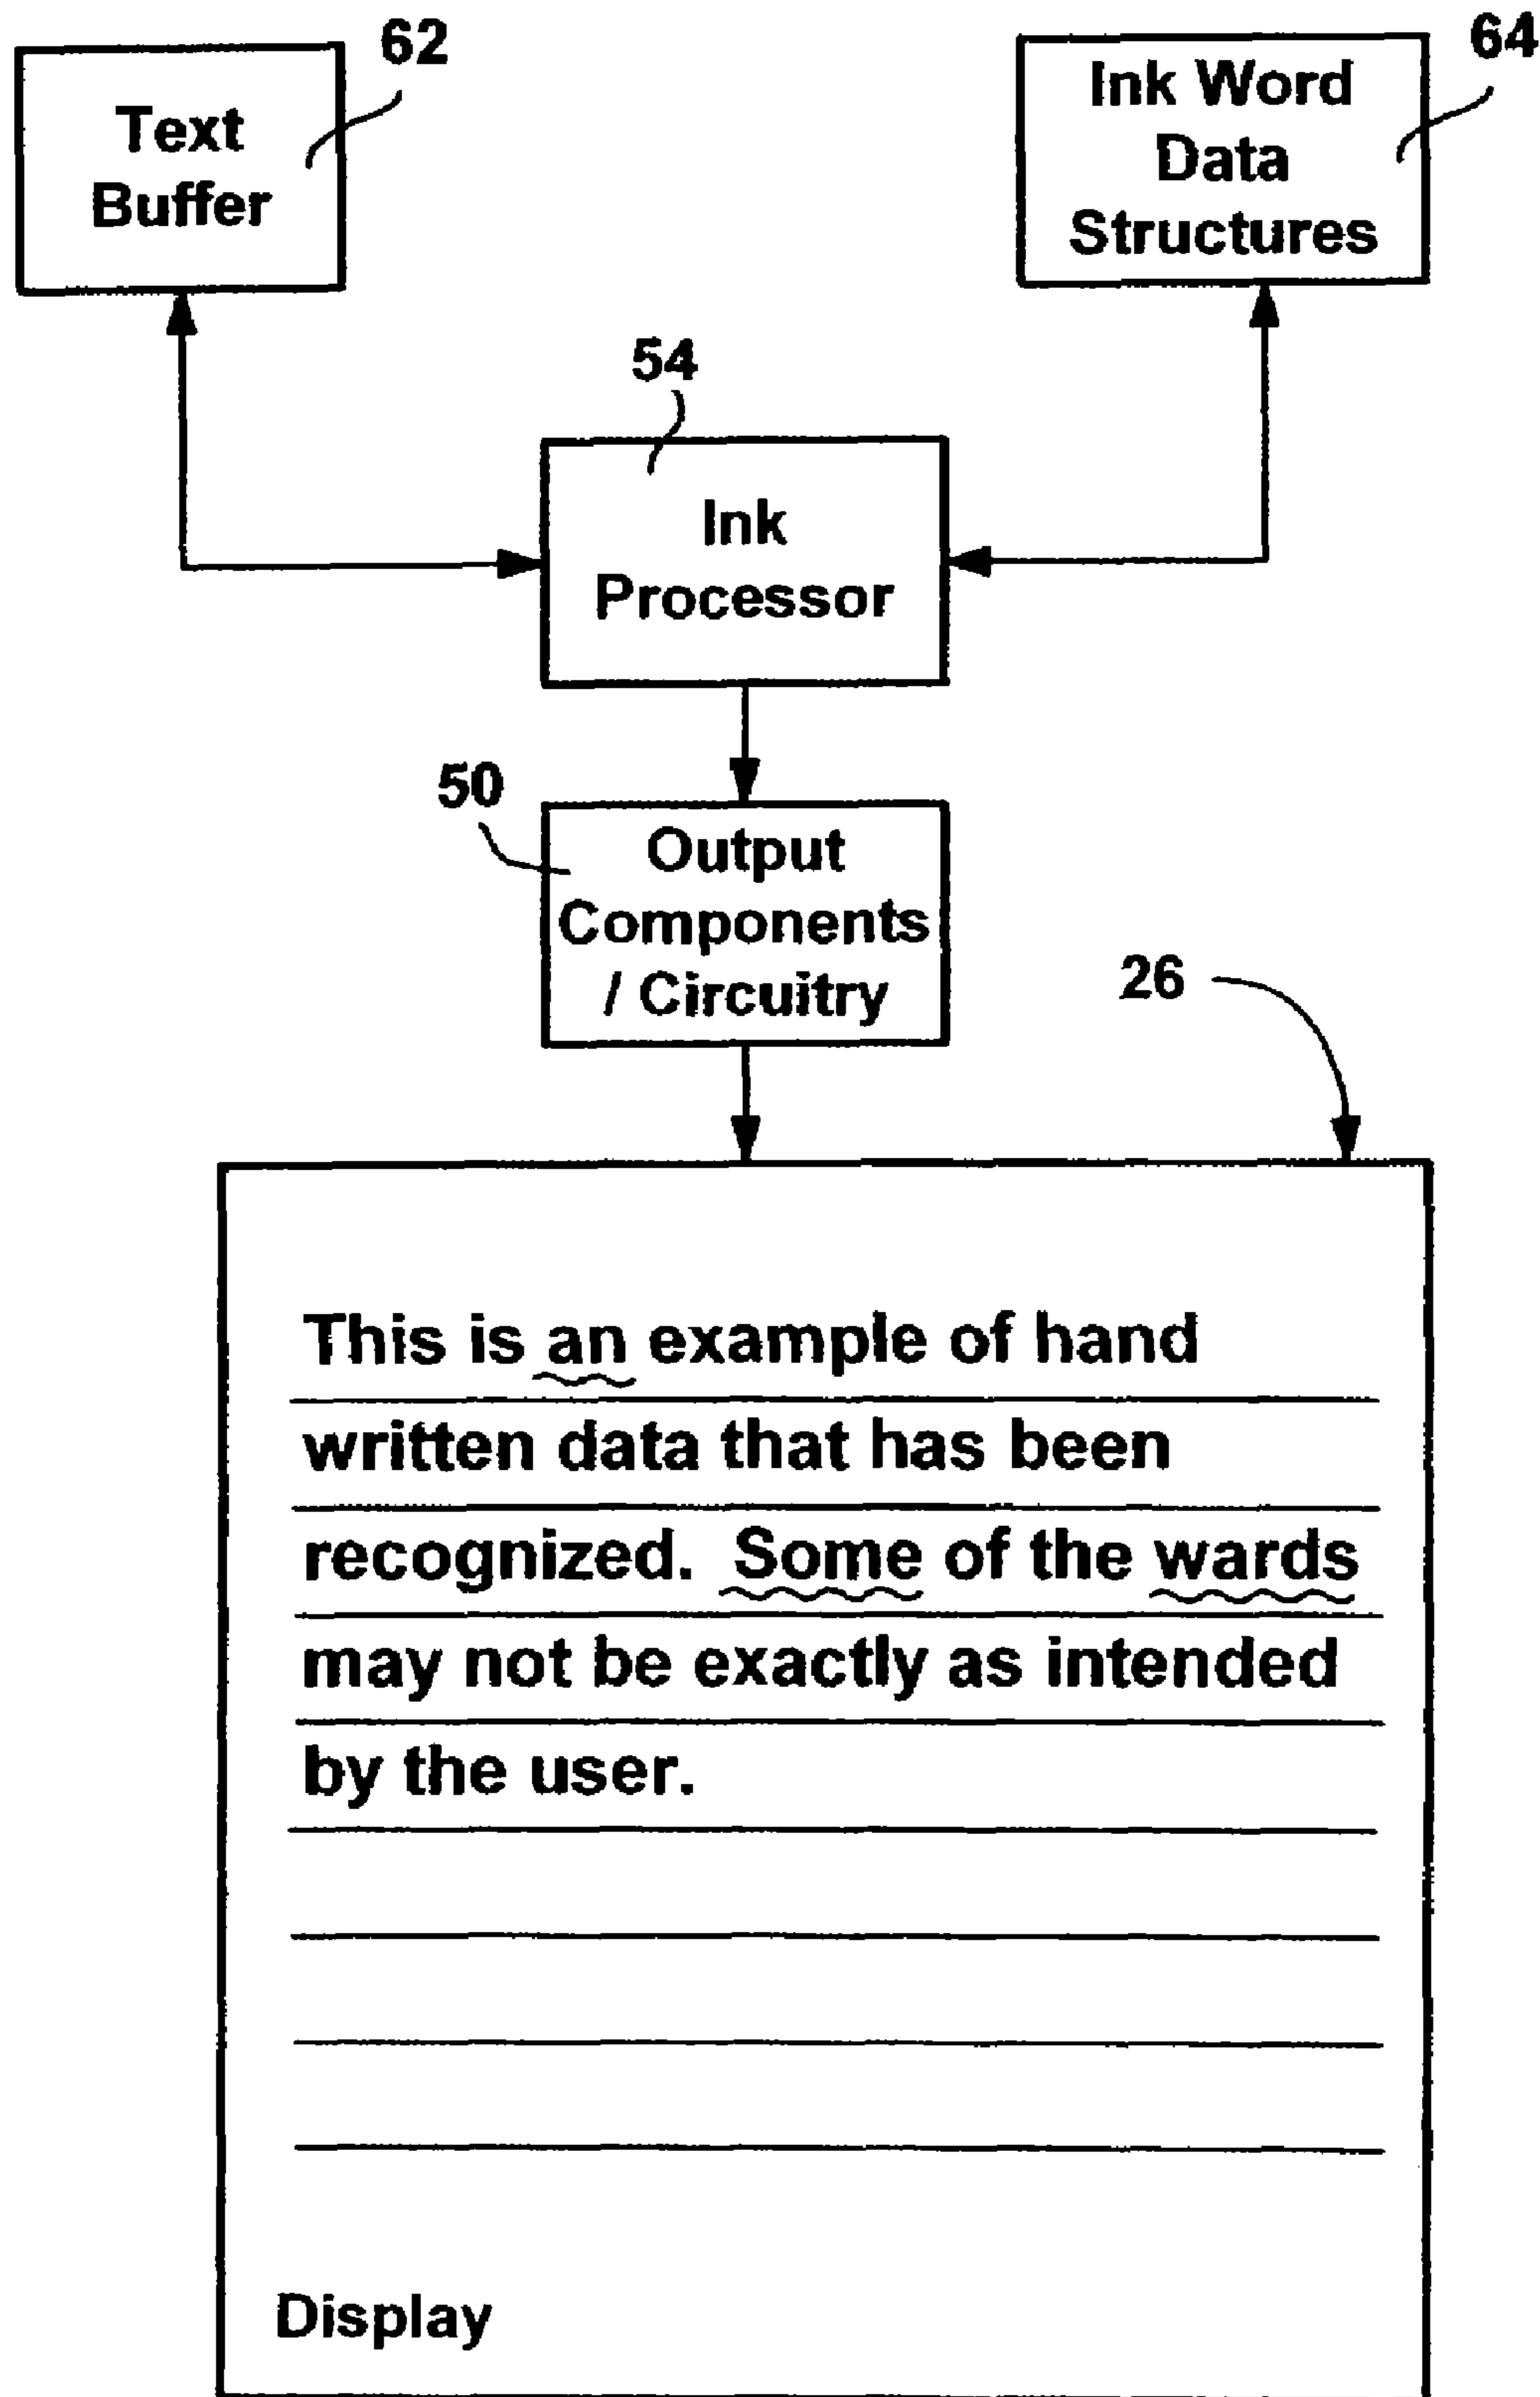 62
64
Text
Buffer
Ink Word
Data
Structures
54
Ink
Processor
50
Output
Components
/ Circuitry
26
This is an example of hand
written data that has been
recognized. Some of the wards
may not be exactly as intended
by the user.
Display